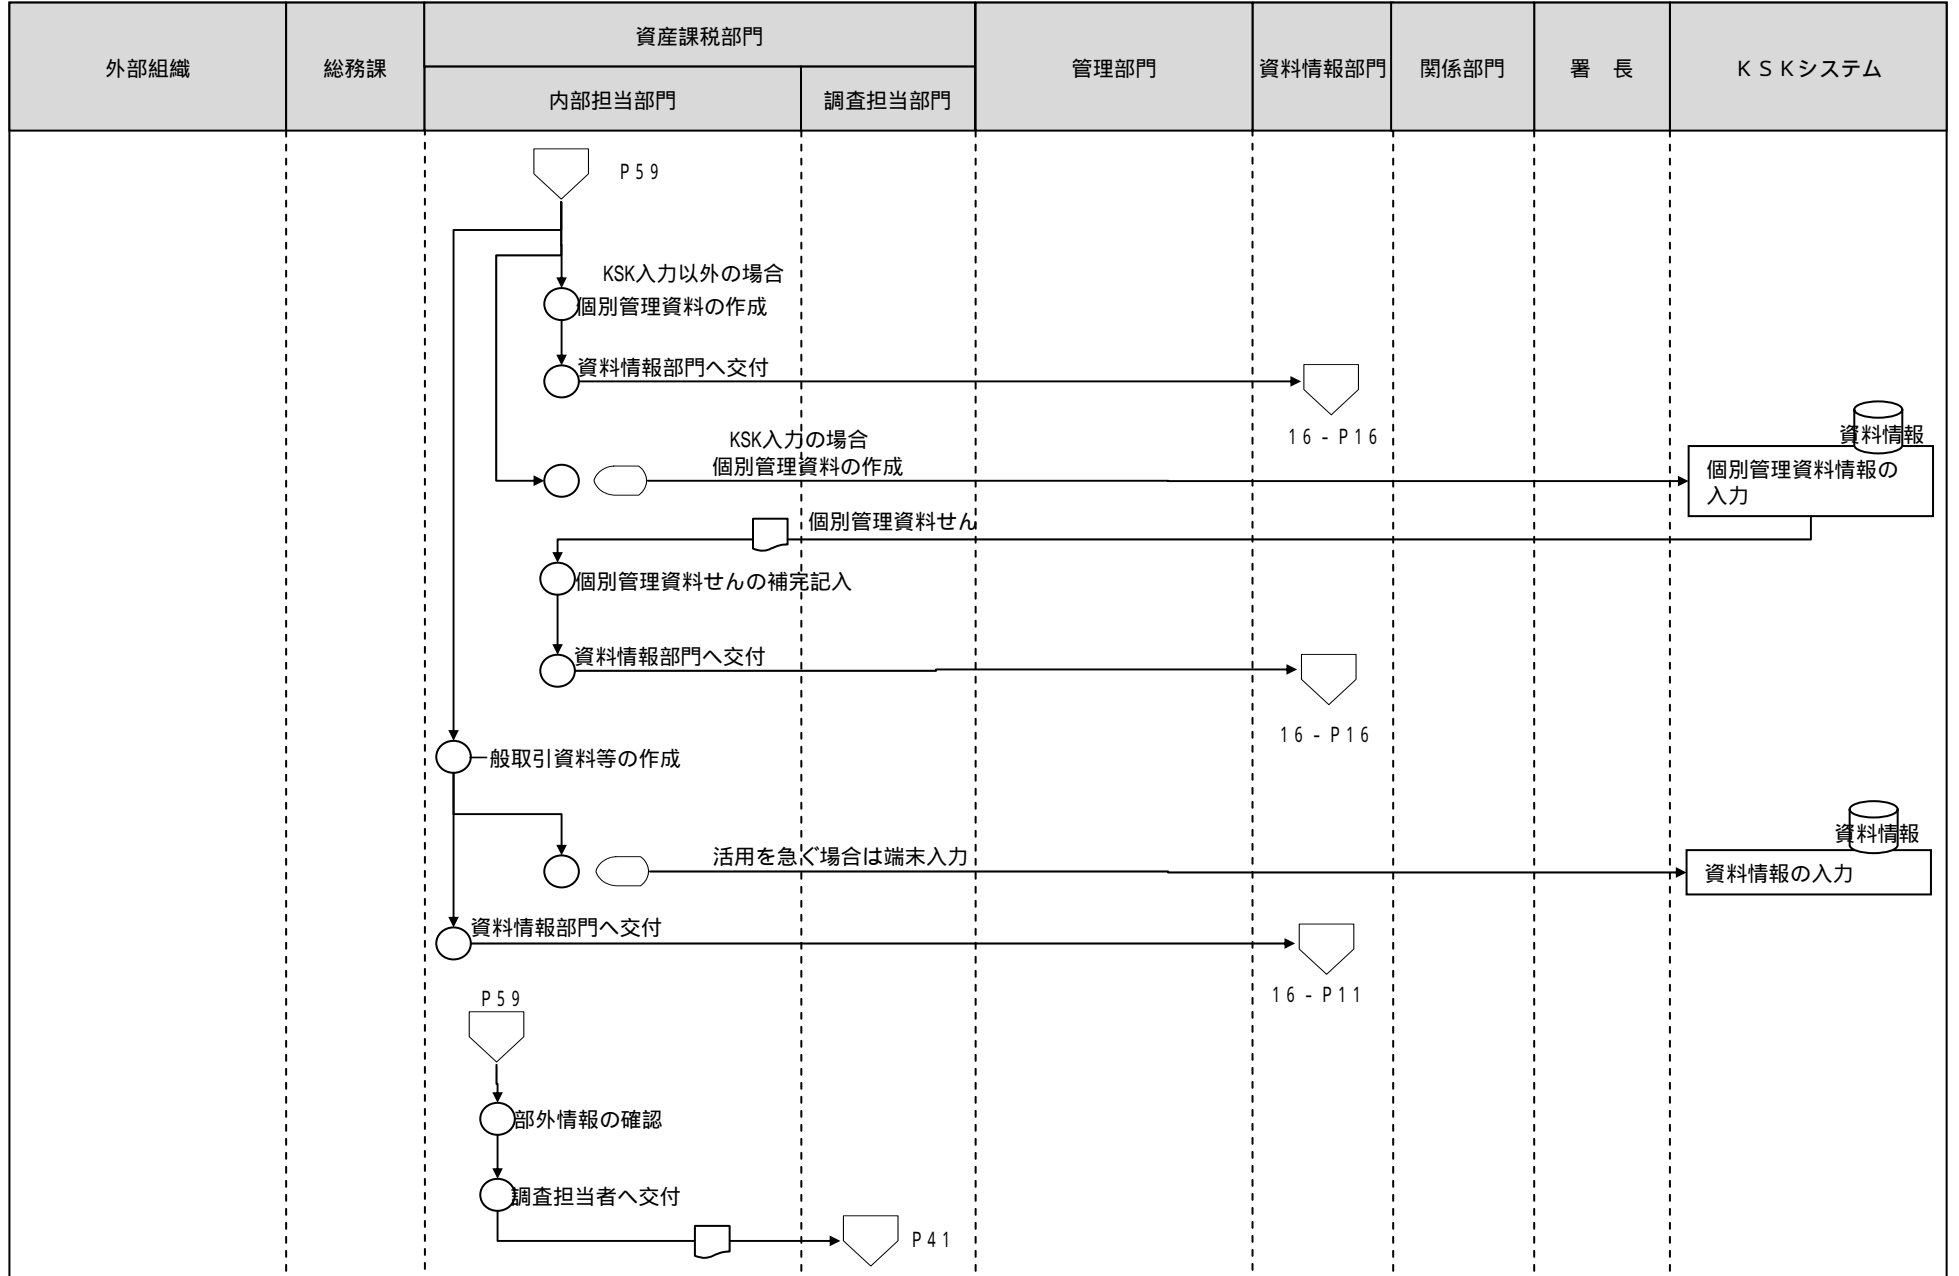 外部組織
総務課
資産課税部門
内部担当部門
調査担当部門
管理部門
資料情報部門
関係部門
署　長
ＫＳＫシステム
Ｐ５９
KSK入力以外の場合
個別管理資料の作成
資料情報部門へ交付
１６－Ｐ１６
KSK入力の場合
個別管理資料の作成
資料情報
個別管理資料情報の
入力
個別管理資料せん
個別管理資料せんの補完記入
資料情報部門へ交付
１６－Ｐ１６
一般取引資料等の作成
活用を急ぐ場合は端末入力
資料情報
資料情報の入力
資料情報部門へ交付
１６－Ｐ１１
Ｐ５９
部外情報の確認
調査担当者へ交付
Ｐ４１